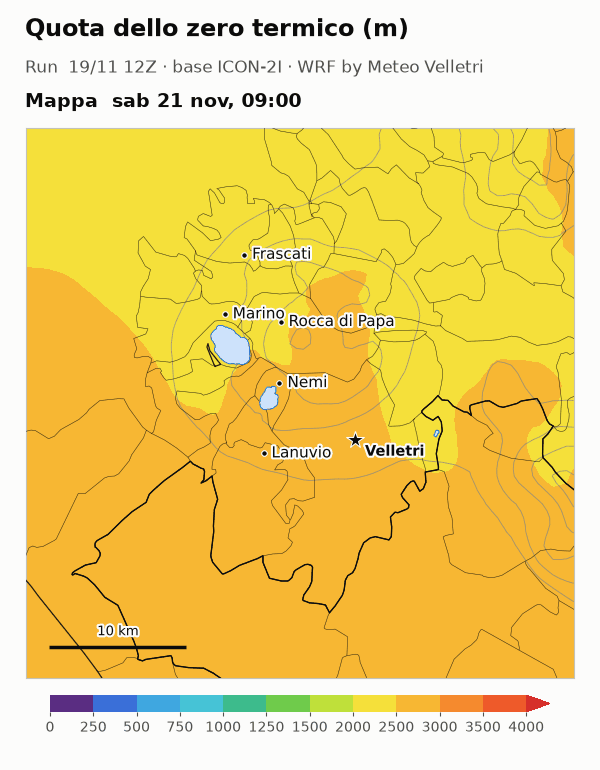 Quota dello zero termico (m)
Run 19/11 12Z · base ICON-2I · WRF by Meteo Velletri
Mappa sab 21 nov, 09:00
Frascati
Marino
Rocca di Papa
Nemi
Velletri
Lanuvio
10 km
0 250 500 750 1000 1250 1500 2000 2500 3000 3500 4000